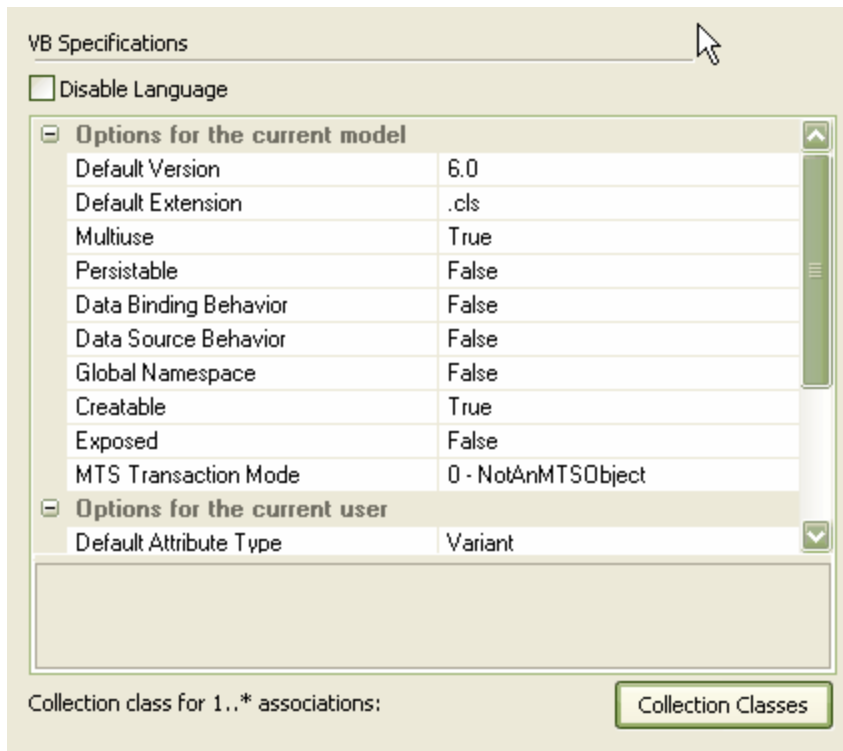 VB Specifications
Disable Language
Options for the current model
Default Version 6.0
Default Extension .cls
Multiuse True
Persistable False
Data Binding Behavior False
Data Source Behavior False
Global Namespace False
Creatable True
Exposed False
MTS Transaction Mode 0 - NotAnMTSObject
Options for the current user
Default Attribute Type Variant
Collection class for 1..* associations: Collection Classes